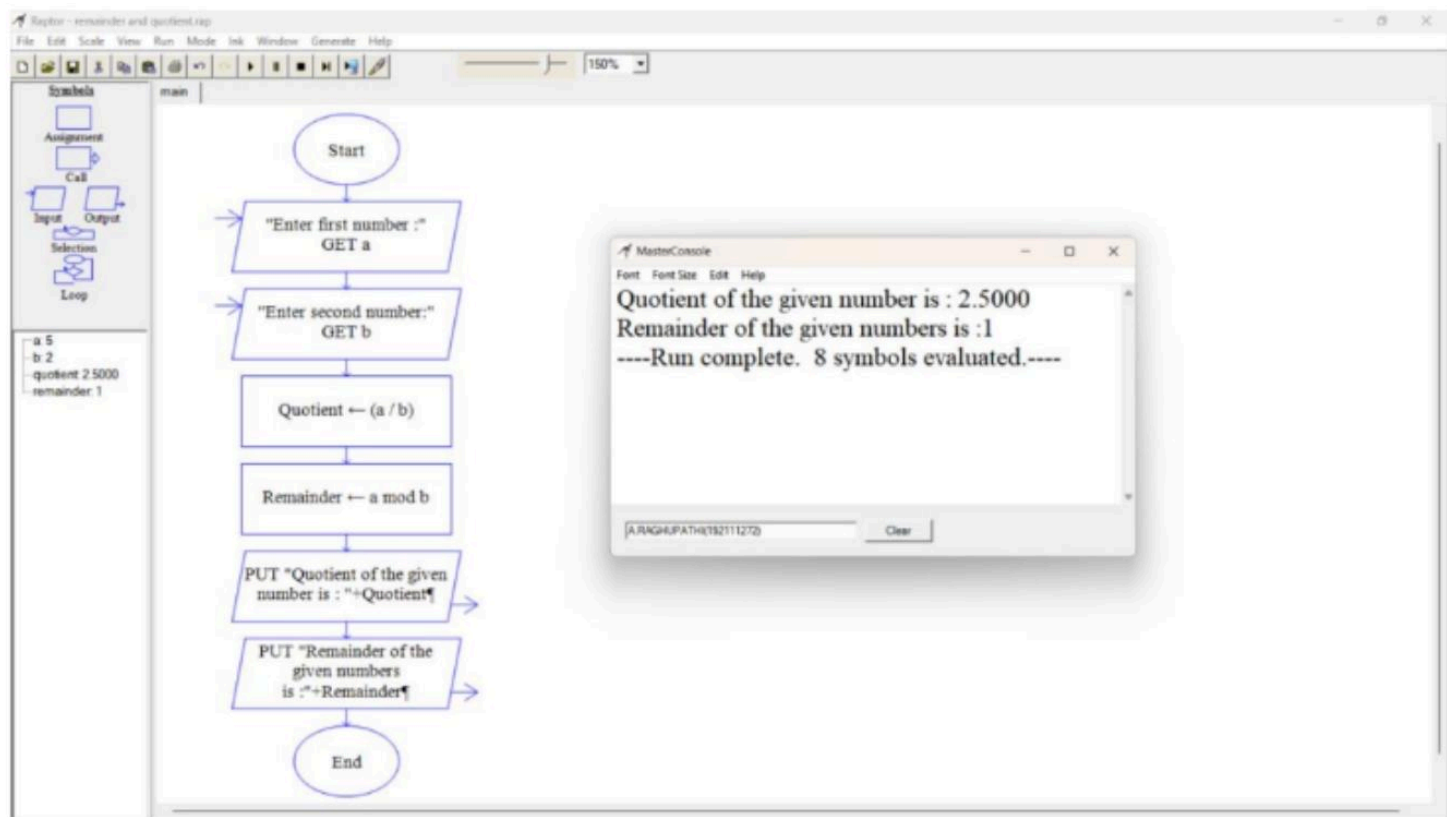 Raptor - remainder and quotient.rap
File Edit Scale View Run Mode Ink Window Generate Help
150%
Symbols
main
Assignment
Call
Input Output
Selection
Loop
a: 5
b: 2
quotient: 2.5000
remainder: 1
Start
"Enter first number :"
GET a
"Enter second number:"
GET b
Quotient ← (a / b)
Remainder ← a mod b
PUT "Quotient of the given
number is : "+Quotient¶
PUT "Remainder of the
given numbers
is :"+Remainder¶
End
MasterConsole
Font Font Size Edit Help
Quotient of the given number is : 2.5000
Remainder of the given numbers is :1
----Run complete. 8 symbols evaluated.----
A.RAGHUPATHI(192111272)
Clear